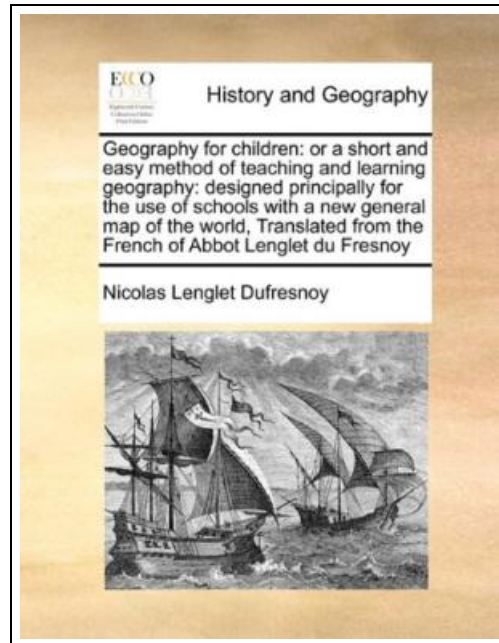 ECCO
History and Geography
Geography for children: or a short and
easy method of teaching and learning
geography: designed principally for
the use of schools with a new general
map of the world, Translated from the
French of Abbot Lenglet du Fresnoy
Nicolas Lenglet Dufresnoy